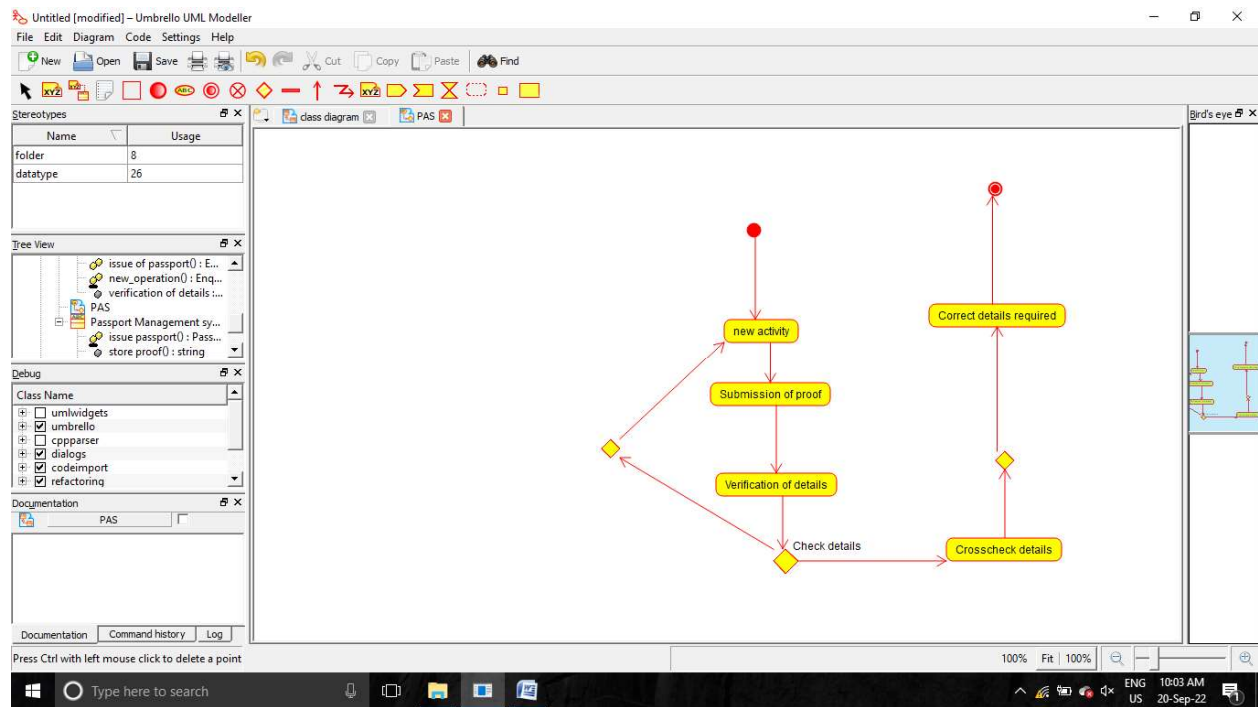 Untitled [modified] – Umbrello UML Modeller
File Edit Diagram Code Settings Help
New Open Save Cut Copy Paste Find
XY2 XY2 ABC XY2
Stereotypes
Name Usage
folder 8
datatype 26
Tree View
issue of passport() : E...
new_operation() : Enq...
verification of details :...
PAS
Passport Management sy...
issue passport() : Pass...
store proof() : string
Debug
Class Name
umlwidgets
umbrello
cppparser
dialogs
codeimport
refactoring
Documentation
PAS
Documentation Command history Log
Press Ctrl with left mouse click to delete a point
class diagram PAS
new activity
Submission of proof
Verification of details
Check details
Crosscheck details
Correct details required
Bird's eye
100% Fit 100%
Type here to search
ENG
US
10:03 AM
20-Sep-22
1